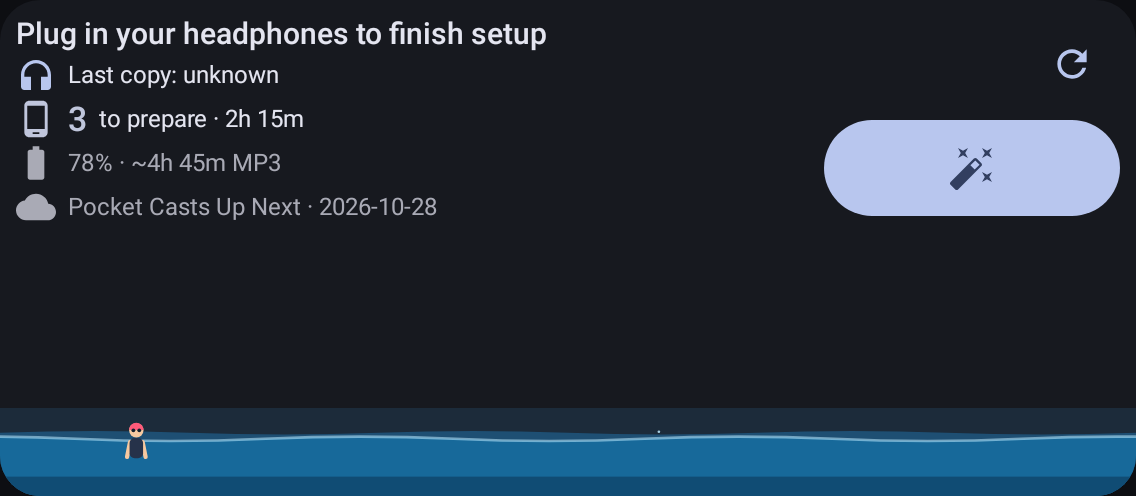 Plug in your headphones to finish setup
Last copy: unknown
3 to prepare · 2h 15m
78% · ~4h 45m MP3
Pocket Casts Up Next · 2026-10-28